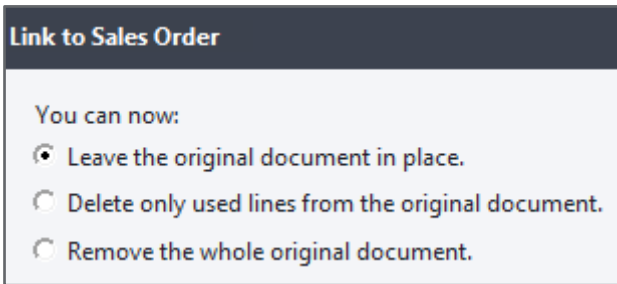 Link to Sales Order
You can now:
Leave the original document in place.
Delete only used lines from the original document.
Remove the whole original document.